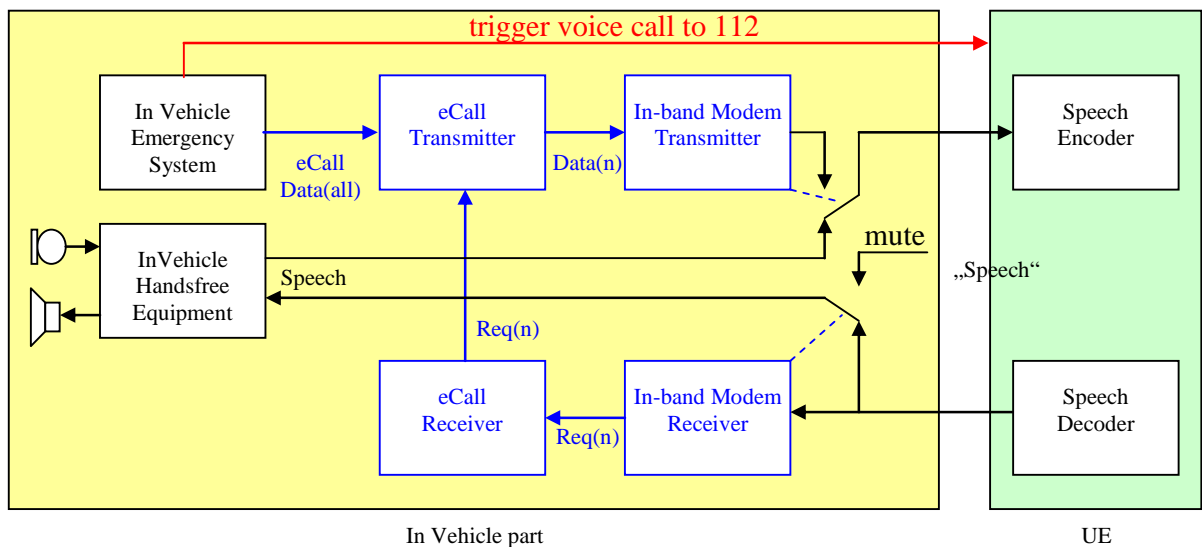 trigger voice call to 112
In Vehicle
Emergency
System
eCall
Data(all)
eCall
Transmitter
Data(n)
In-band Modem
Transmitter
Speech
Encoder
InVehicle
Handsfree
Equipment
Speech
mute
„Speech“
Req(n)
eCall
Receiver
Req(n)
In-band Modem
Receiver
Speech
Decoder
In Vehicle part
UE